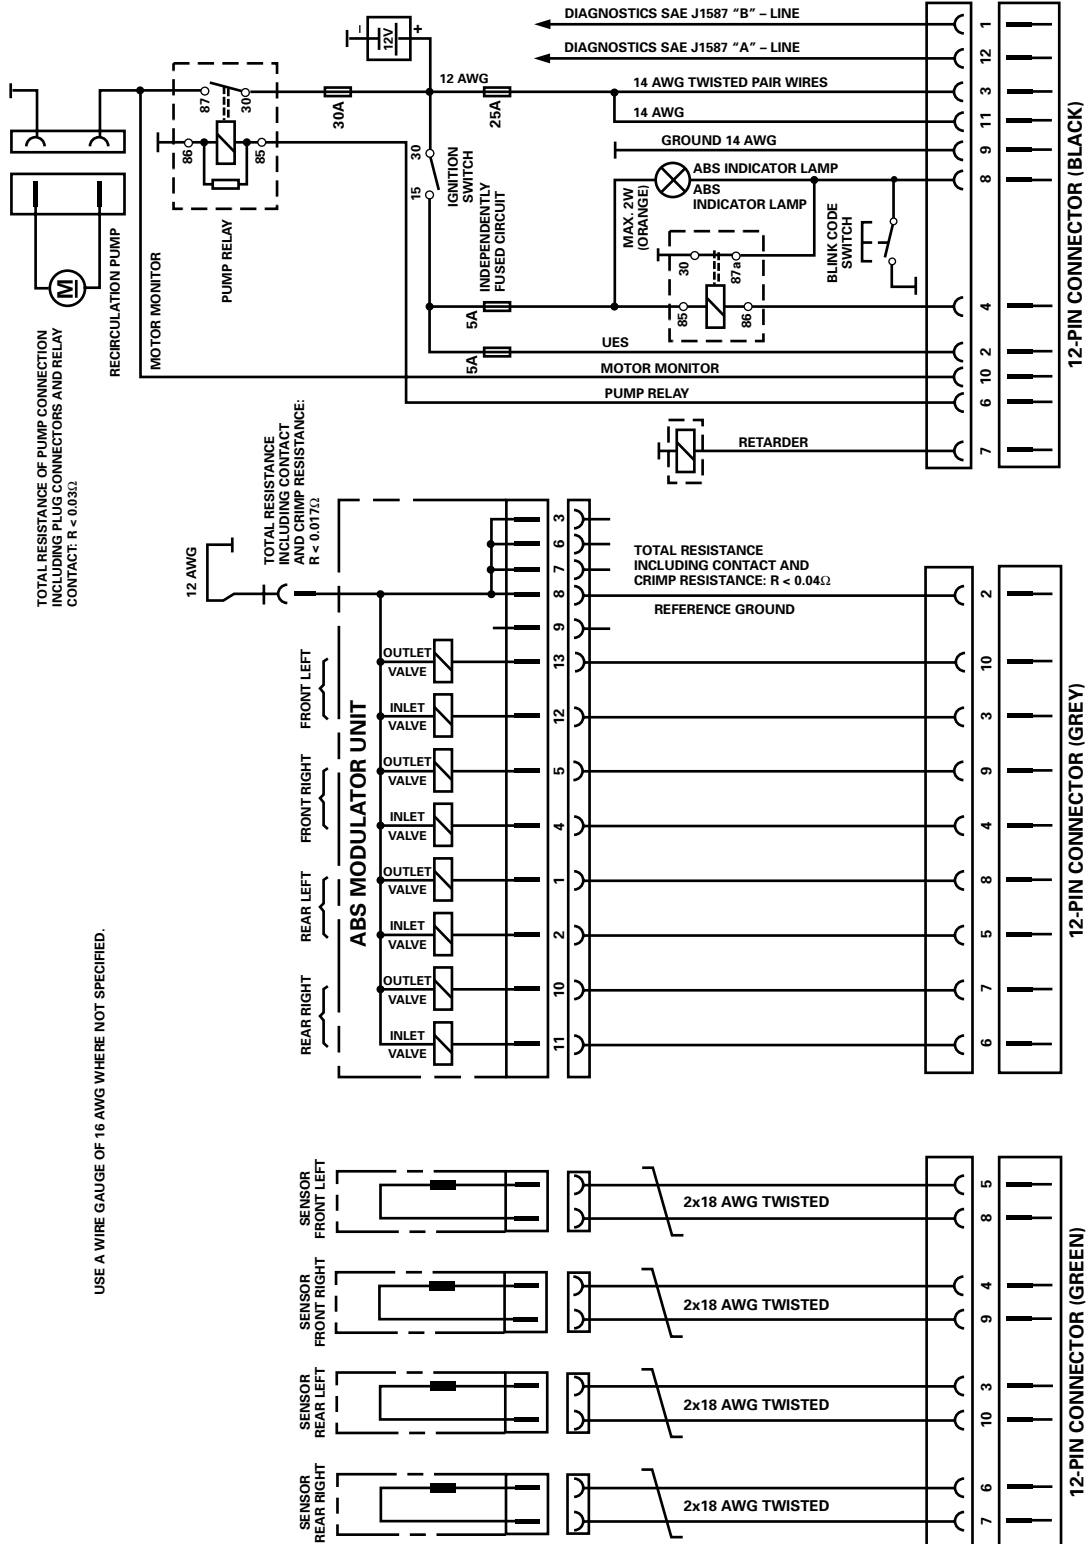 DIAGNOSTICS SAE J1587 “B” – LINE
DIAGNOSTICS SAE J1587 “A” – LINE
– 12V +
12 AWG
14 AWG TWISTED PAIR WIRES
14 AWG
GROUND 14 AWG
ABS INDICATOR LAMP
ABS
INDICATOR LAMP
MAX. 2W
(ORANGE)
BLINK CODE
SWITCH
87
30
86
85
30A
25A
30
15
IGNITION
SWITCH
INDEPENDENTLY
FUSED CIRCUIT
5A
5A
30
87a
85
86
UES
MOTOR MONITOR
PUMP RELAY
RETARDER
M
RECIRCULATION PUMP
MOTOR MONITOR
PUMP RELAY
1
12
3
11
9
8
4
2
10
6
7
12-PIN CONNECTOR (BLACK)
TOTAL RESISTANCE OF PUMP CONNECTION
INCLUDING PLUG CONNECTORS AND RELAY
CONTACT: R < 0.03Ω
12 AWG
TOTAL RESISTANCE
INCLUDING CONTACT
AND CRIMP RESISTANCE:
R < 0.017Ω
TOTAL RESISTANCE
INCLUDING CONTACT AND
CRIMP RESISTANCE: R < 0.04Ω
REFERENCE GROUND
ABS MODULATOR UNIT
FRONT LEFT
OUTLET
VALVE
INLET
VALVE
FRONT RIGHT
OUTLET
VALVE
INLET
VALVE
REAR LEFT
OUTLET
VALVE
INLET
VALVE
REAR RIGHT
OUTLET
VALVE
INLET
VALVE
3
6
7
8
9
13
12
5
4
1
2
10
11
2
10
3
9
4
8
5
7
6
12-PIN CONNECTOR (GREY)
USE A WIRE GAUGE OF 16 AWG WHERE NOT SPECIFIED.
SENSOR
FRONT LEFT
2x18 AWG TWISTED
5
8
SENSOR
FRONT RIGHT
2x18 AWG TWISTED
4
9
SENSOR
REAR LEFT
2x18 AWG TWISTED
3
10
SENSOR
REAR RIGHT
2x18 AWG TWISTED
6
7
12-PIN CONNECTOR (GREEN)